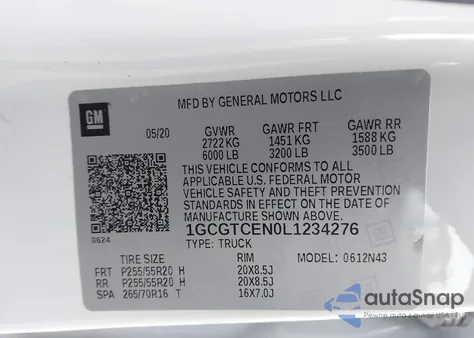 MFD BY GENERAL MOTORS LLC
GM
05/20 GVWR GAWR FRT GAWR RR
2722 KG 1451 KG 1588 KG
6000 LB 3200 LB 3500 LB
THIS VEHICLE CONFORMS TO ALL
APPLICABLE U.S. FEDERAL MOTOR
VEHICLE SAFETY AND THEFT PREVENTION
STANDARDS IN EFFECT ON THE DATE OF
MANUFACTURE SHOWN ABOVE.
8624
1GCGTCEN0L1234276
TYPE: TRUCK
TIRE SIZE RIM MODEL: 0612N43
FRT P255/55R20 H 20X8.5J
RR P255/55R20 H 20X8.5J
SPA 265/70R16 T 16X7.0J
autoSnap
Powered by AutoAstat